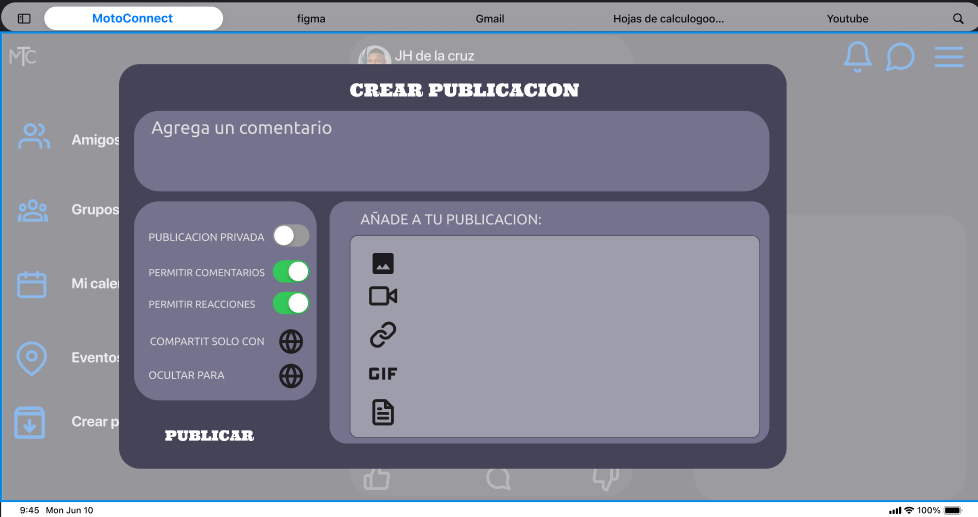 MotoConnect figma Gmail Hojas de calculogoo... Youtube
MTC
JH de la cruz
CREAR PUBLICACION
Agrega un comentario
Amigos
Grupos
Mi cale
Eventos
Crear p
PUBLICACION PRIVADA
PERMITIR COMENTARIOS
PERMITIR REACCIONES
COMPARTIT SOLO CON
OCULTAR PARA
PUBLICAR
AÑADE A TU PUBLICACION:
GIF
9:45 Mon Jun 10 100%